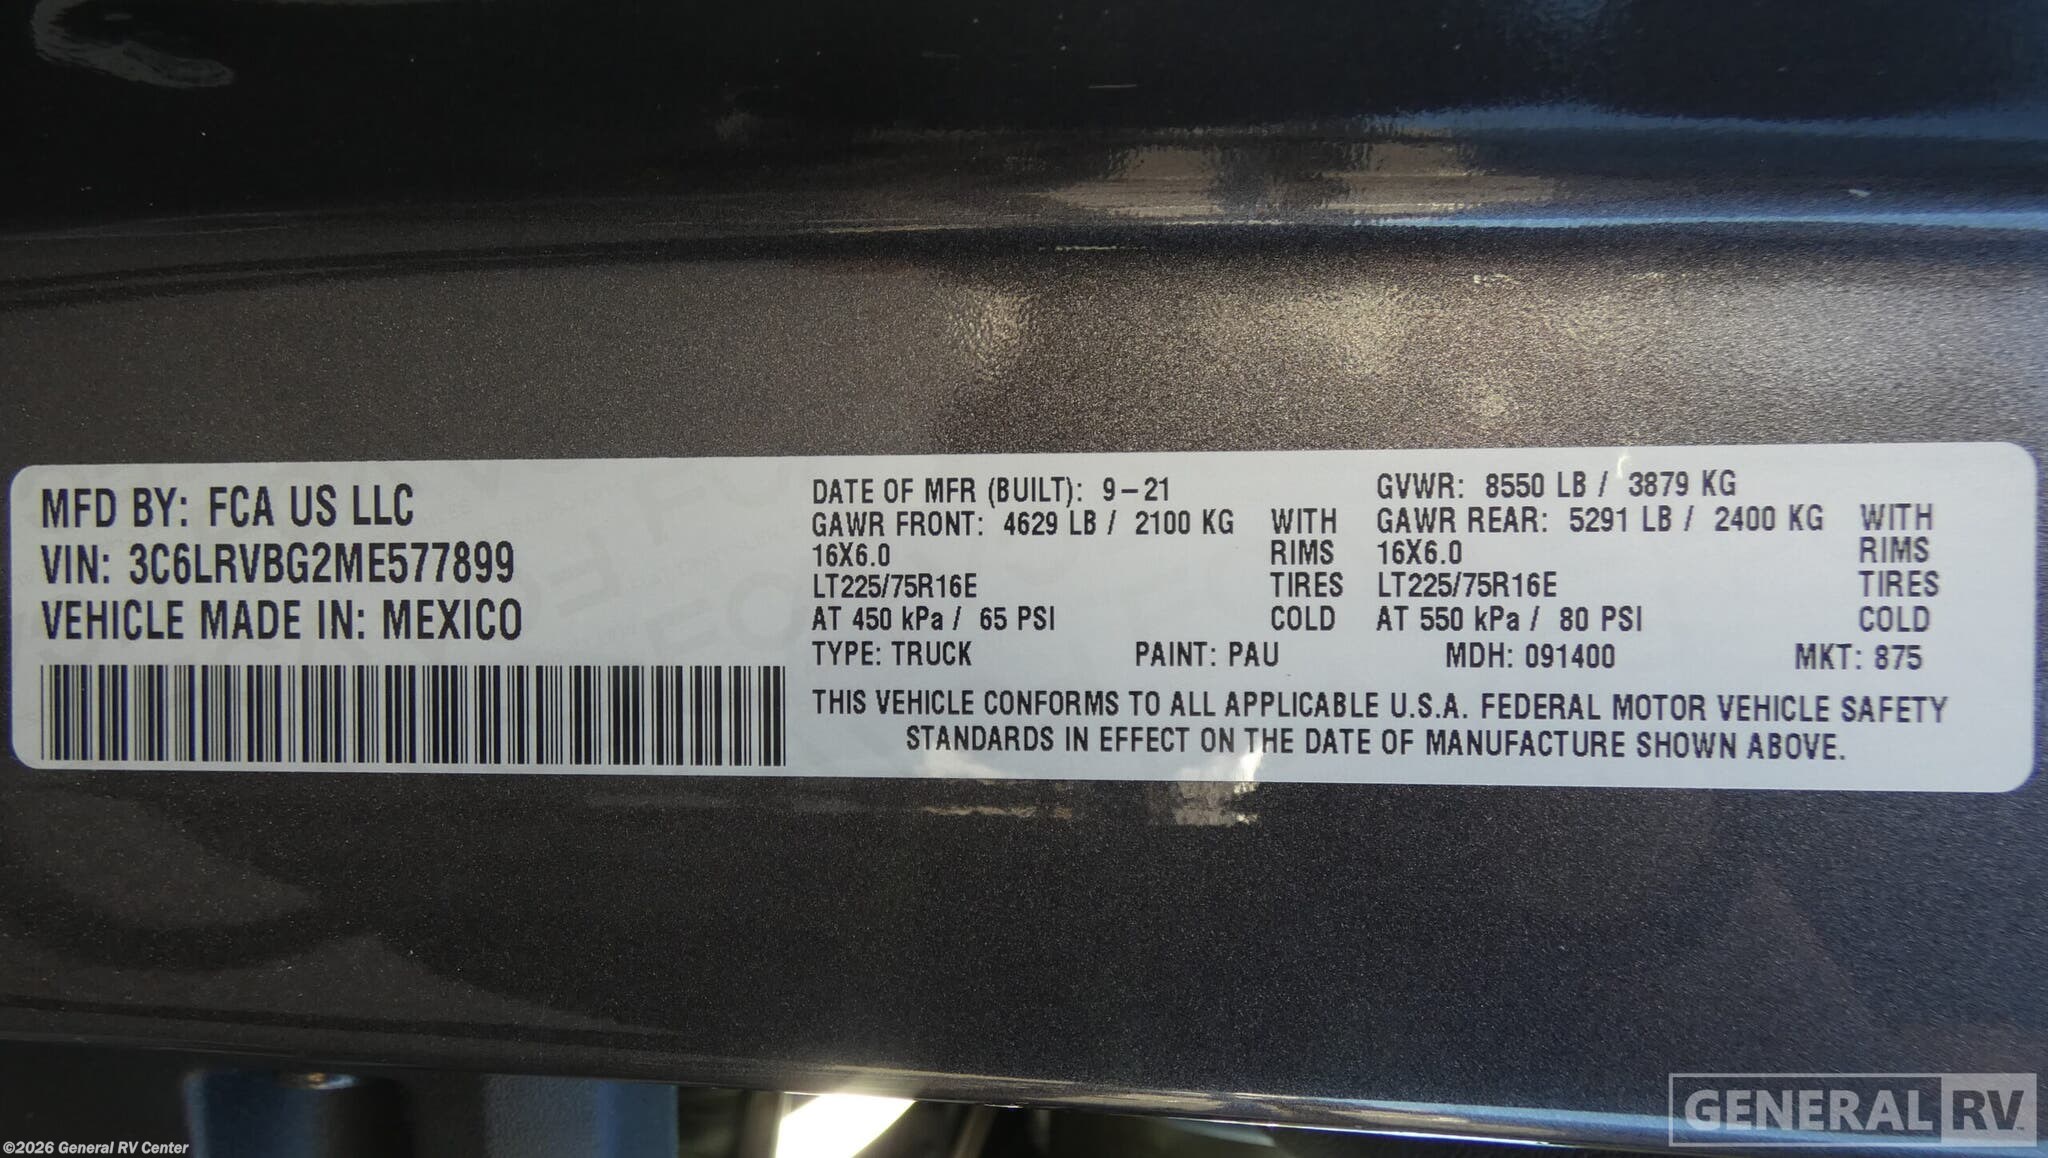 MFD BY: FCA US LLC
VIN: 3C6LRVBG2ME577899
VEHICLE MADE IN: MEXICO
DATE OF MFR (BUILT): 9-21 GVWR: 8550 LB / 3879 KG
GAWR FRONT: 4629 LB / 2100 KG WITH GAWR REAR: 5291 LB / 2400 KG WITH
16X6.0 RIMS 16X6.0 RIMS
LT225/75R16E TIRES LT225/75R16E TIRES
AT 450 kPa / 65 PSI COLD AT 550 kPa / 80 PSI COLD
TYPE: TRUCK PAINT: PAU MDH: 091400 MKT: 875
THIS VEHICLE CONFORMS TO ALL APPLICABLE U.S.A. FEDERAL MOTOR VEHICLE SAFETY
STANDARDS IN EFFECT ON THE DATE OF MANUFACTURE SHOWN ABOVE.
GENERAL RV
©2026 General RV Center